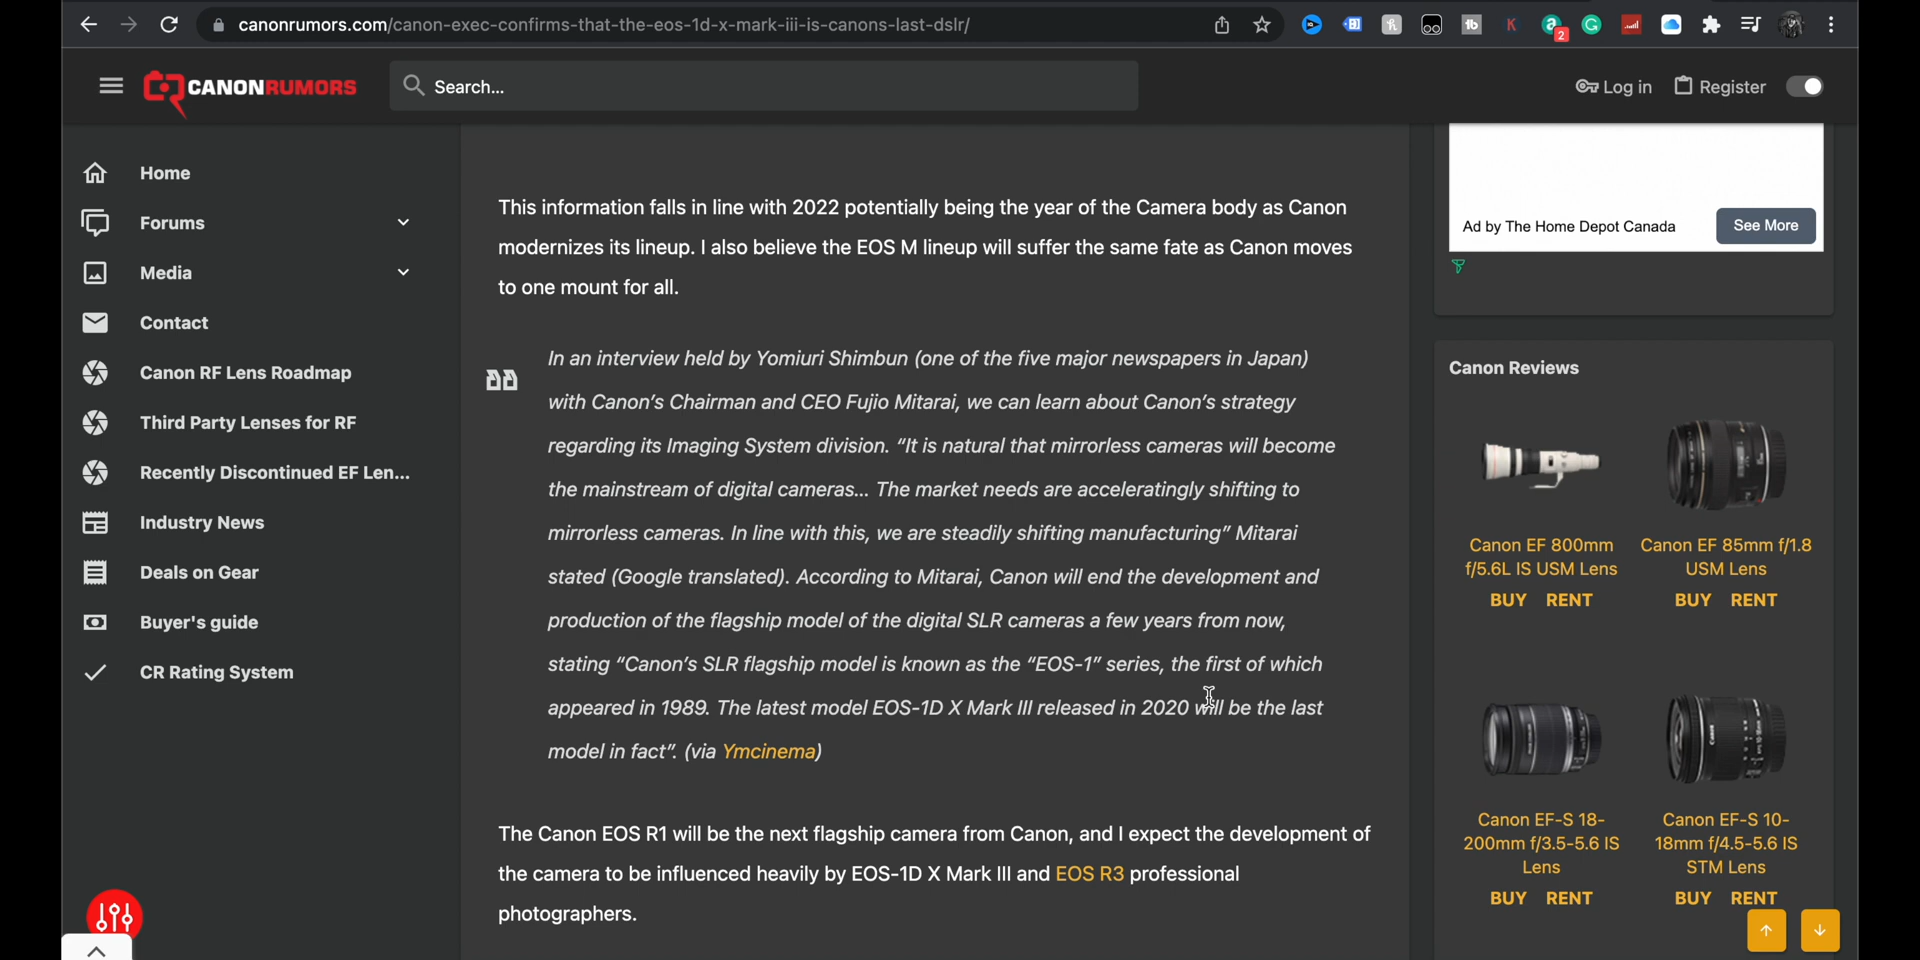 canonrumors.com/canon-exec-confirms-that-the-eos-1d-x-mark-iii-is-canons-last-dslr/
2
CANONRUMORS
Search...
Log in
Register
Home
Forums
Media
Contact
Canon RF Lens Roadmap
Third Party Lenses for RF
Recently Discontinued EF Len...
Industry News
Deals on Gear
Buyer's guide
CR Rating System
This information falls in line with 2022 potentially being the year of the Camera body as Canon
modernizes its lineup. I also believe the EOS M lineup will suffer the same fate as Canon moves
to one mount for all.
In an interview held by Yomiuri Shimbun (one of the five major newspapers in Japan)
with Canon's Chairman and CEO Fujio Mitarai, we can learn about Canon's strategy
regarding its Imaging System division. "It is natural that mirrorless cameras will become
the mainstream of digital cameras... The market needs are acceleratingly shifting to
mirrorless cameras. In line with this, we are steadily shifting manufacturing" Mitarai
stated (Google translated). According to Mitarai, Canon will end the development and
production of the flagship model of the digital SLR cameras a few years from now,
stating "Canon's SLR flagship model is known as the "EOS-1" series, the first of which
appeared in 1989. The latest model EOS-1D X Mark III released in 2020 will be the last
model in fact". (via Ymcinema)
The Canon EOS R1 will be the next flagship camera from Canon, and I expect the development of
the camera to be influenced heavily by EOS-1D X Mark III and EOS R3 professional
photographers.
Ad by The Home Depot Canada
See More
Canon Reviews
Canon EF 800mm
f/5.6L IS USM Lens
BUY RENT
Canon EF 85mm f/1.8
USM Lens
BUY RENT
Canon EF-S 18-
200mm f/3.5-5.6 IS
Lens
BUY RENT
Canon EF-S 10-
18mm f/4.5-5.6 IS
STM Lens
BUY RENT